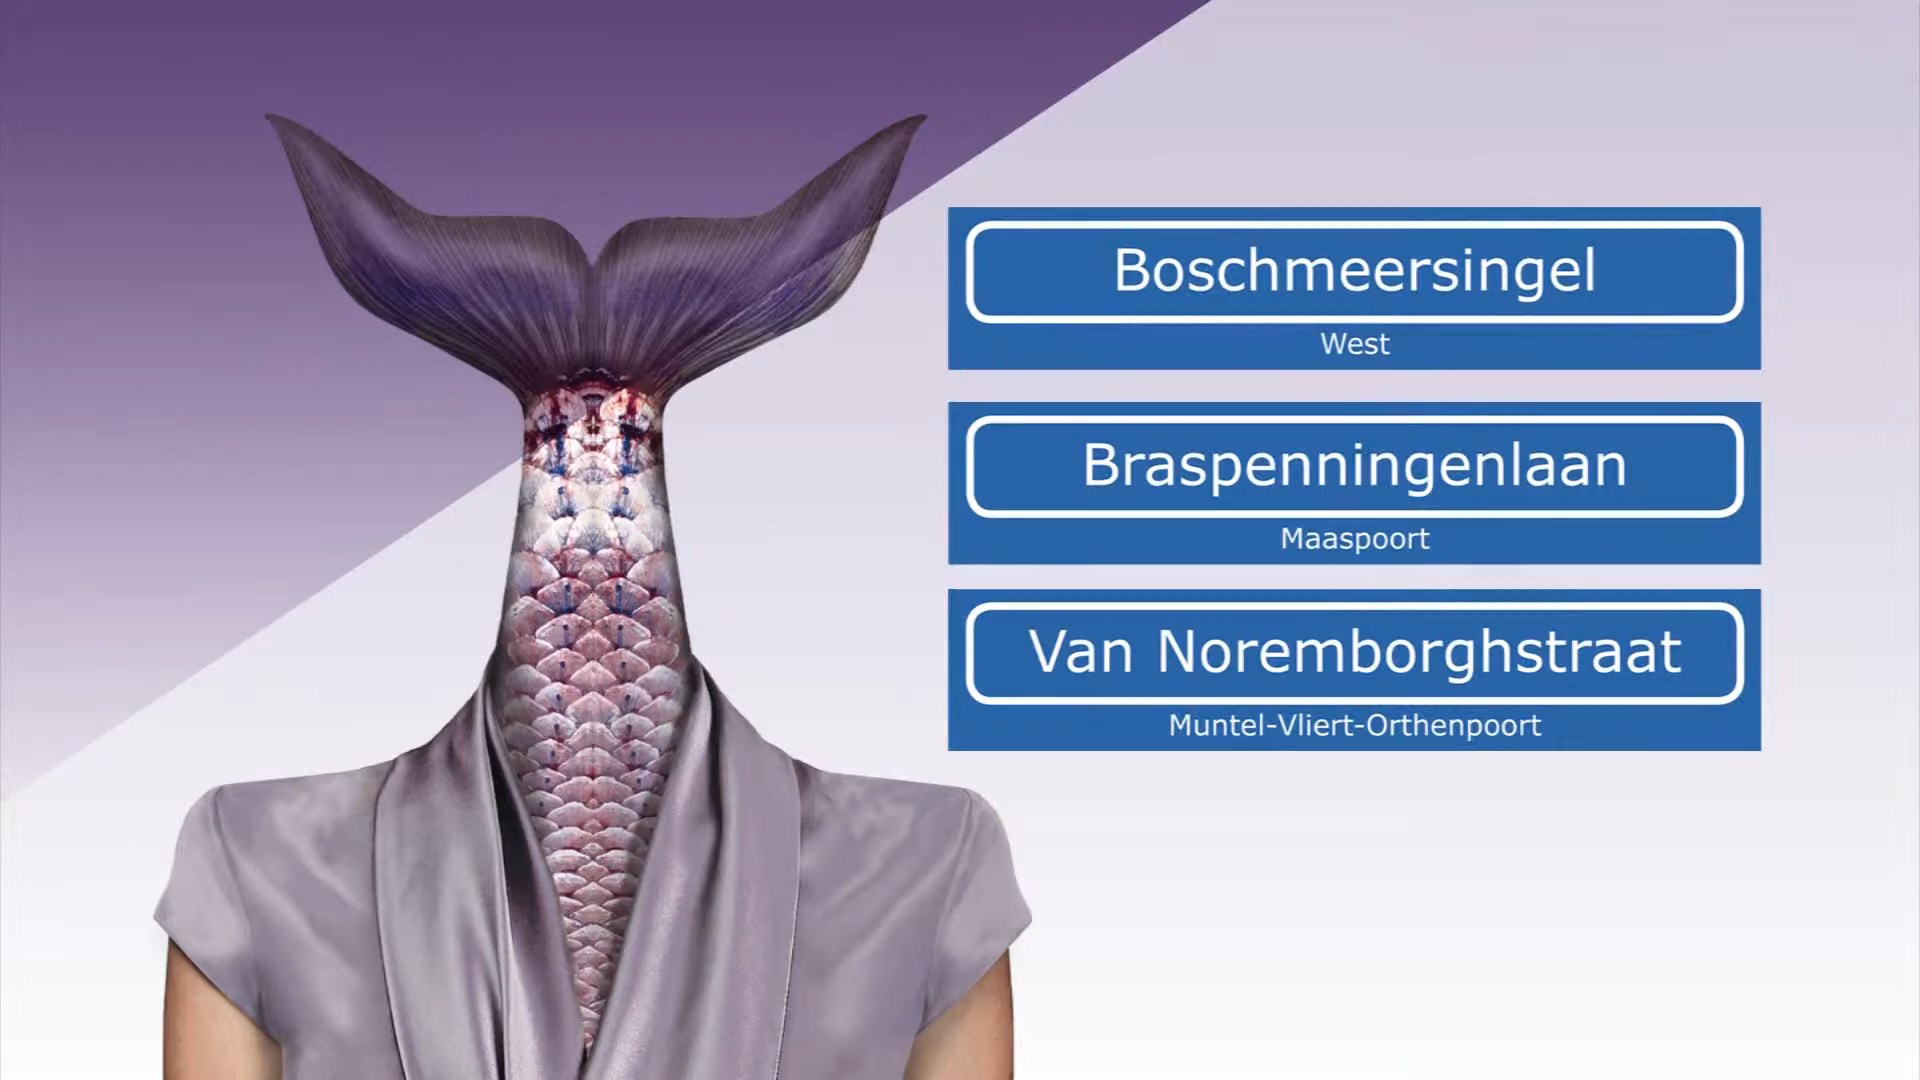 Boschmeersingel
West
Braspenningenlaan
Maaspoort
Van Noremborghstraat
Muntel-Vliert-Orthenpoort